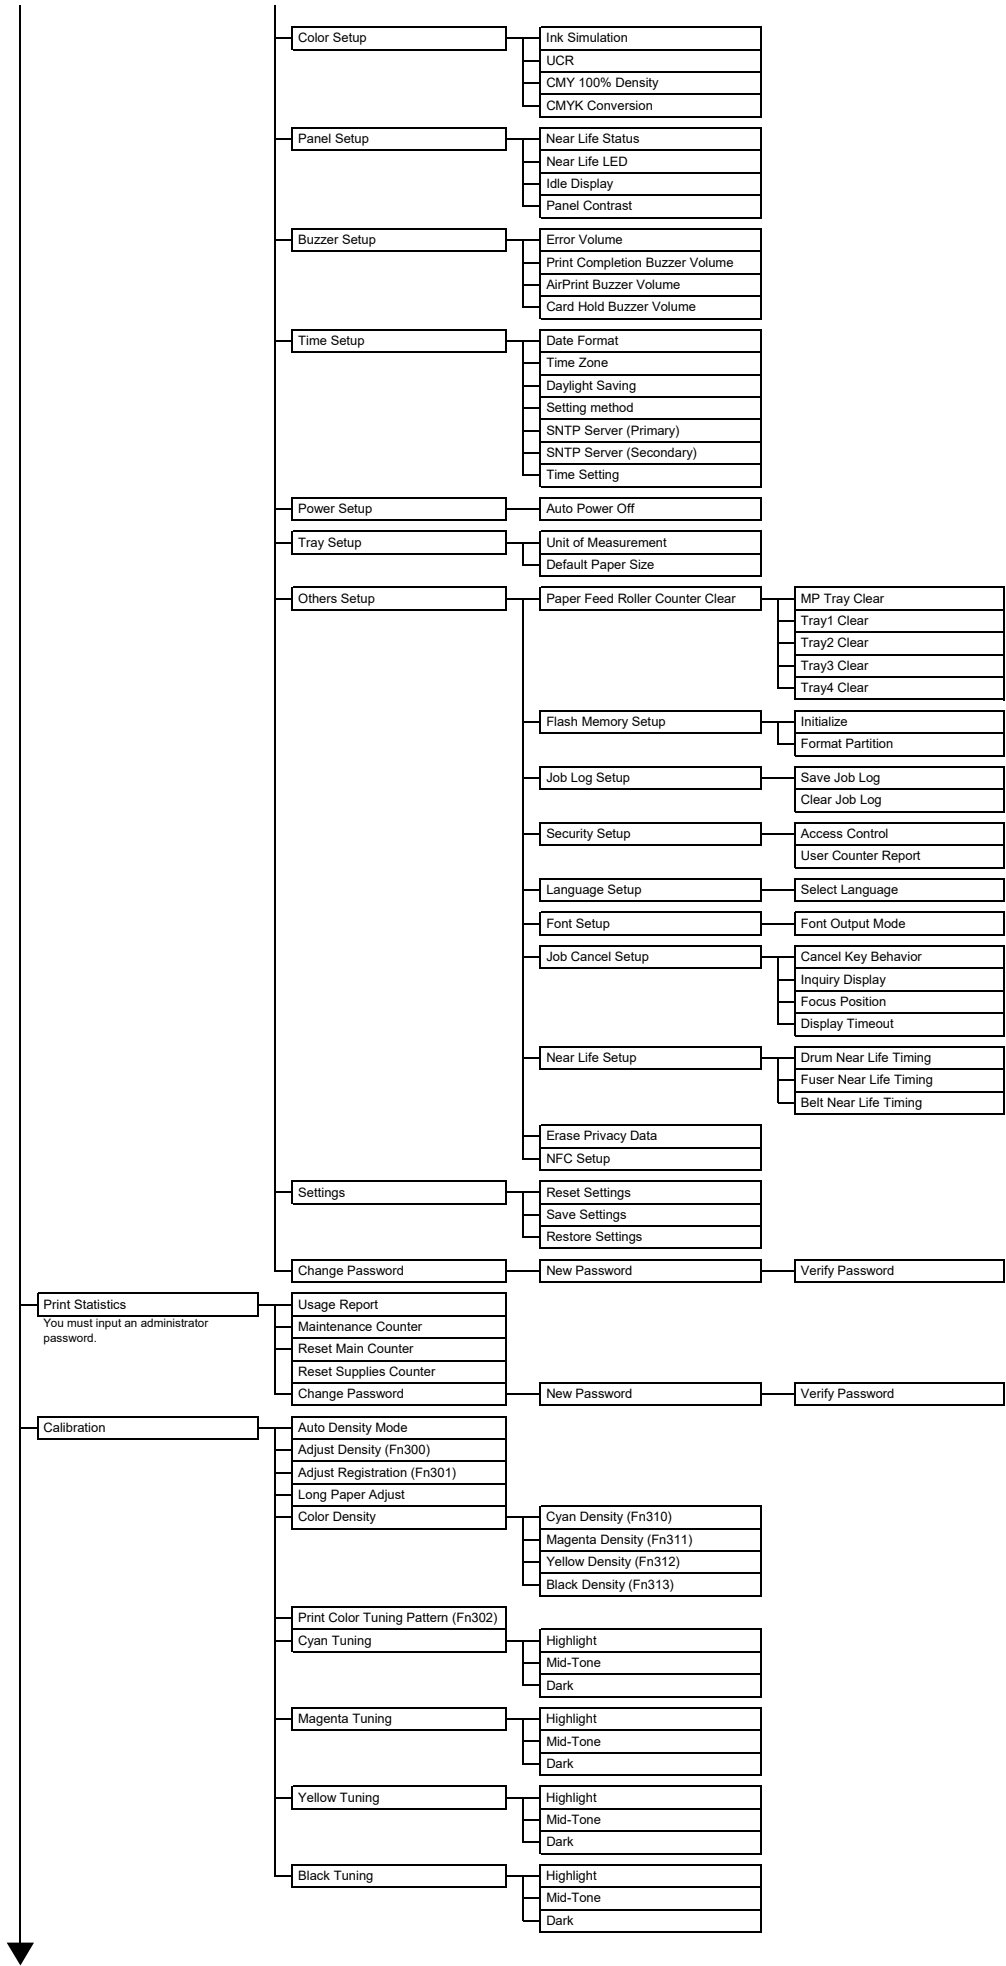 Color Setup
Ink Simulation
UCR
CMY 100% Density
CMYK Conversion
Panel Setup
Near Life Status
Near Life LED
Idle Display
Panel Contrast
Buzzer Setup
Error Volume
Print Completion Buzzer Volume
AirPrint Buzzer Volume
Card Hold Buzzer Volume
Time Setup
Date Format
Time Zone
Daylight Saving
Setting method
SNTP Server (Primary)
SNTP Server (Secondary)
Time Setting
Power Setup
Auto Power Off
Tray Setup
Unit of Measurement
Default Paper Size
Others Setup
Paper Feed Roller Counter Clear
MP Tray Clear
Tray1 Clear
Tray2 Clear
Tray3 Clear
Tray4 Clear
Flash Memory Setup
Initialize
Format Partition
Job Log Setup
Save Job Log
Clear Job Log
Security Setup
Access Control
User Counter Report
Language Setup
Select Language
Font Setup
Font Output Mode
Job Cancel Setup
Cancel Key Behavior
Inquiry Display
Focus Position
Display Timeout
Near Life Setup
Drum Near Life Timing
Fuser Near Life Timing
Belt Near Life Timing
Erase Privacy Data
NFC Setup
Settings
Reset Settings
Save Settings
Restore Settings
Change Password
New Password
Verify Password
Print Statistics
You must input an administrator
password.
Usage Report
Maintenance Counter
Reset Main Counter
Reset Supplies Counter
Change Password
New Password
Verify Password
Calibration
Auto Density Mode
Adjust Density (Fn300)
Adjust Registration (Fn301)
Long Paper Adjust
Color Density
Cyan Density (Fn310)
Magenta Density (Fn311)
Yellow Density (Fn312)
Black Density (Fn313)
Print Color Tuning Pattern (Fn302)
Cyan Tuning
Highlight
Mid-Tone
Dark
Magenta Tuning
Highlight
Mid-Tone
Dark
Yellow Tuning
Highlight
Mid-Tone
Dark
Black Tuning
Highlight
Mid-Tone
Dark